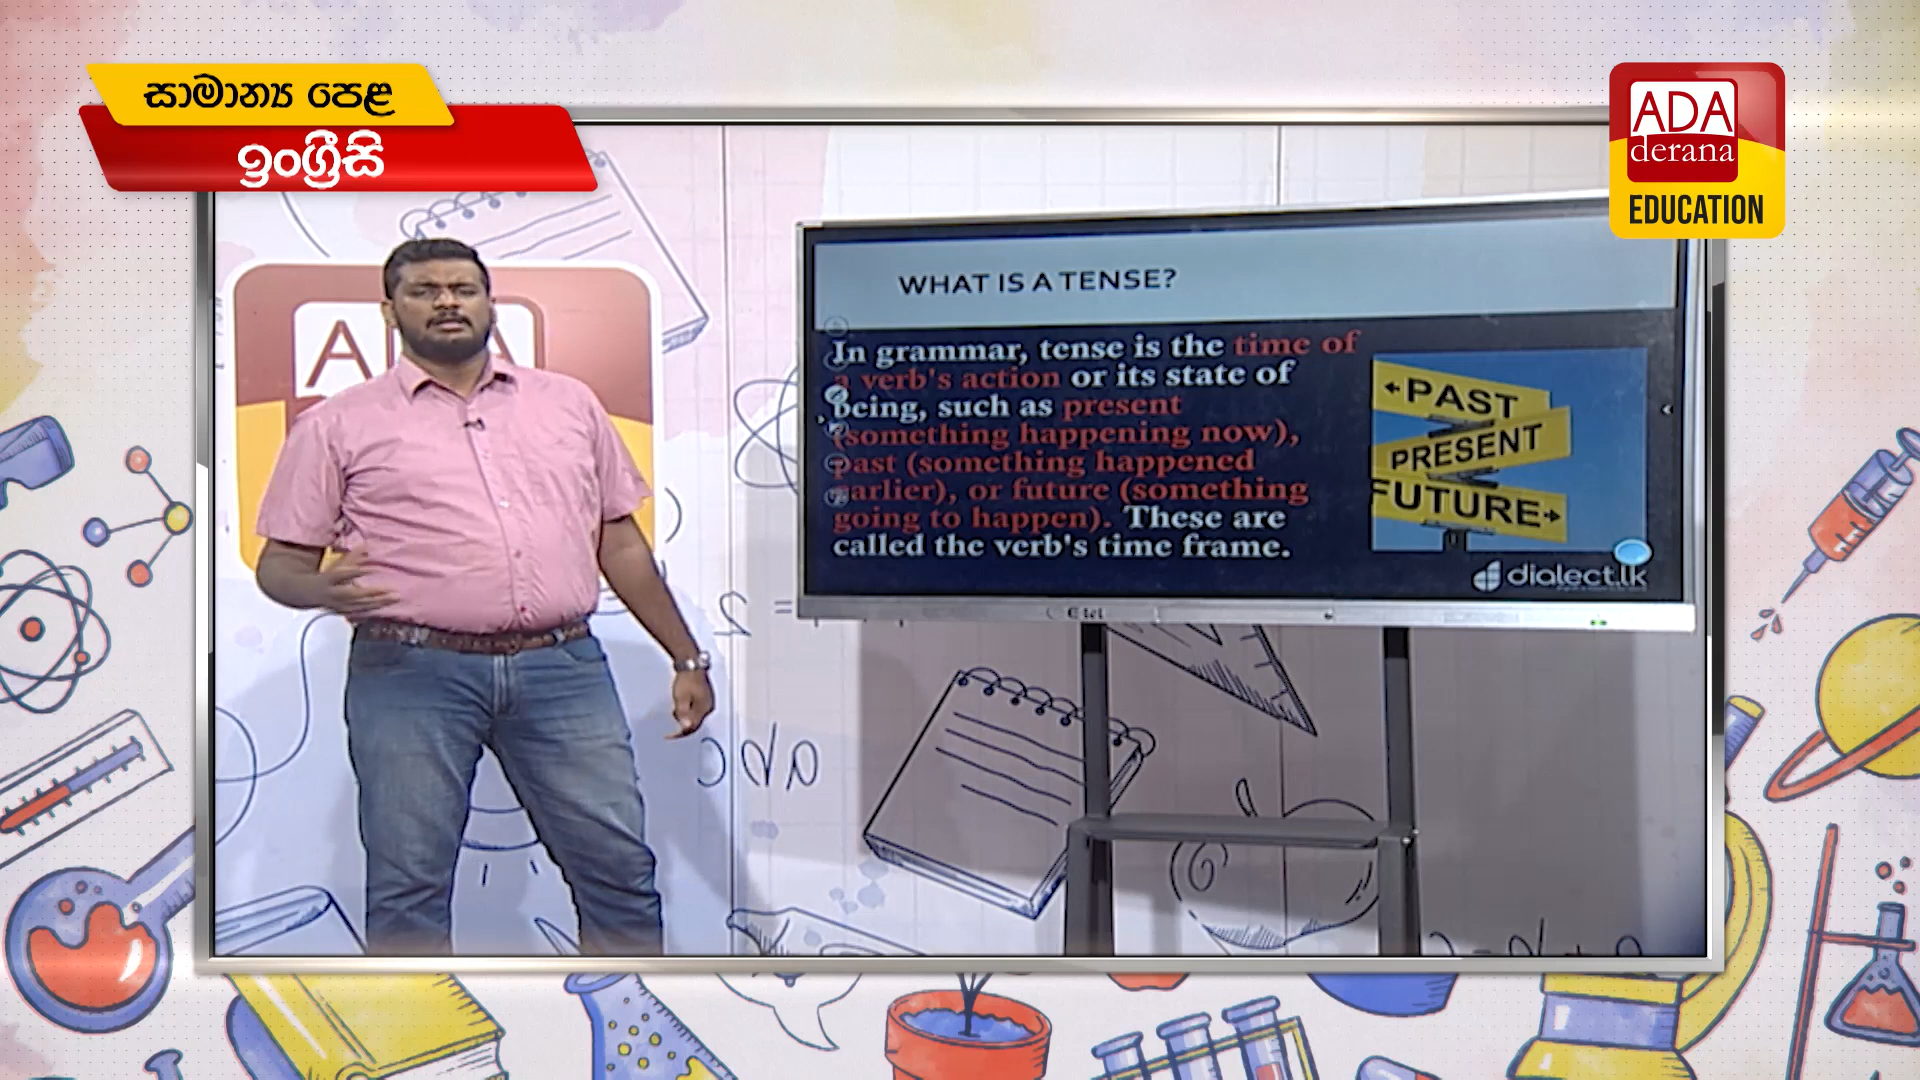 සාමාන්‍ය පෙළ
ඉංග්‍රීසි
ADA
derana
EDUCATION
WHAT IS A TENSE?
In grammar, tense is the time of
a verb's action or its state of
being, such as present
(something happening now),
past (something happened
earlier), or future (something
going to happen). These are
called the verb's time frame.
PAST
PRESENT
FUTURE
dialect.lk
abc